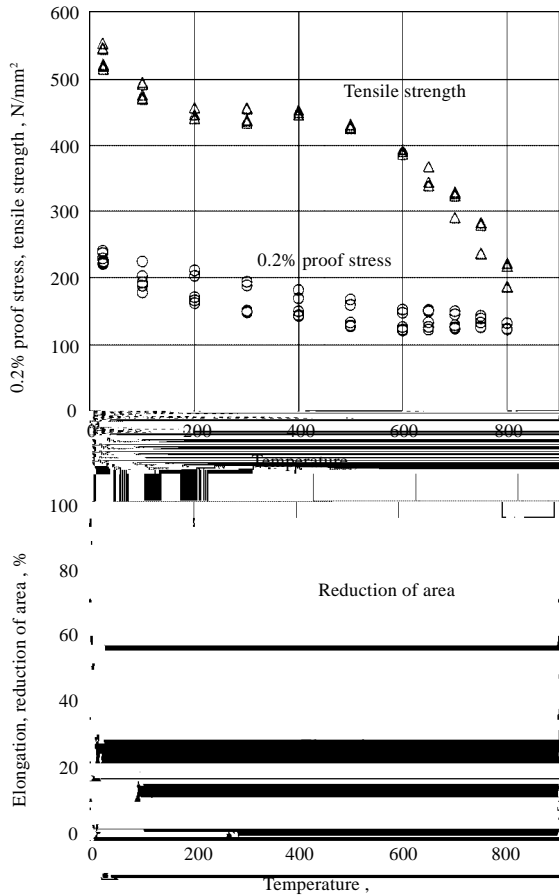 600
500
400
300
200
100
0
0.2% proof stress, tensile strength , N/mm²
Tensile strength
0.2% proof stress
0 200 400 600 800
Temperature
100
80
60
40
20
0
Elongation, reduction of area , %
Reduction of area
0 200 400 600 800
Temperature ,